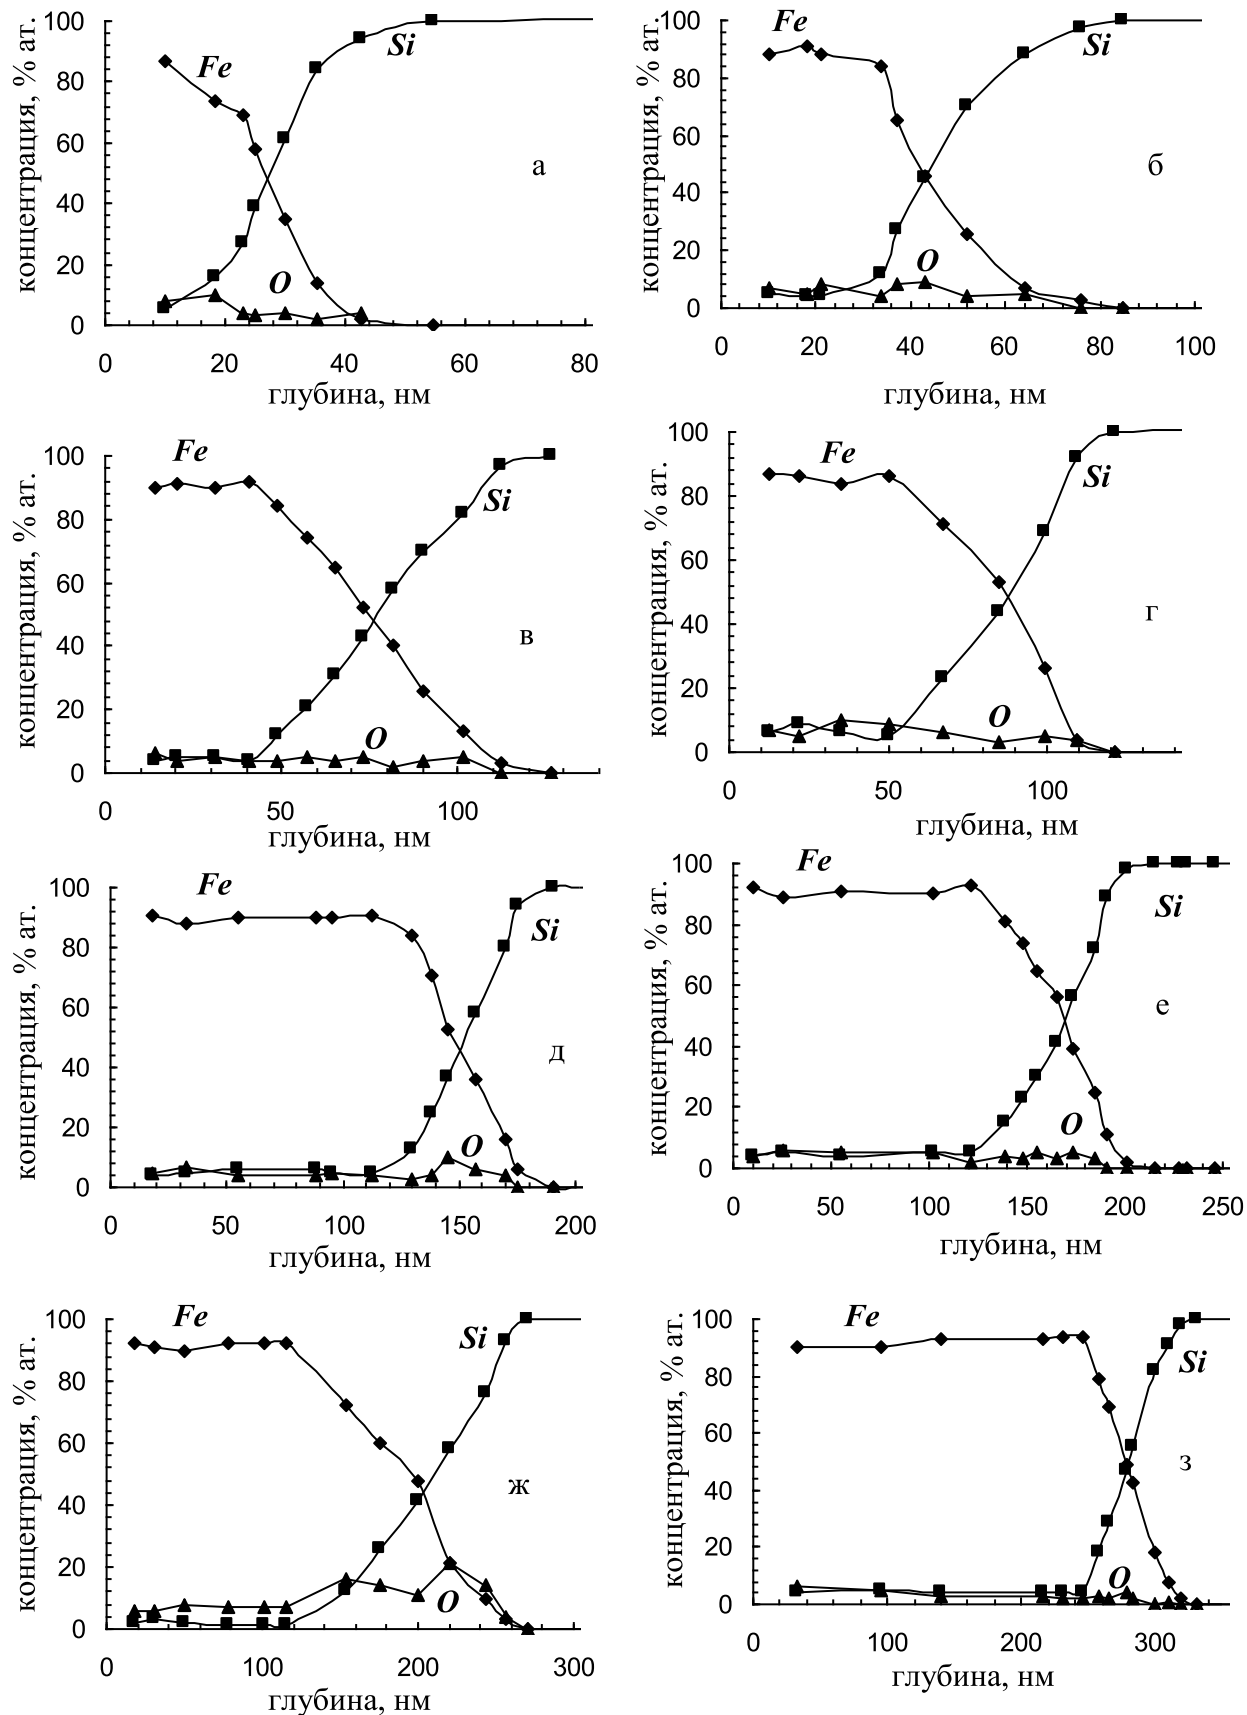 концентрация, % ат.
100
80
60
40
20
0
Fe
Si
O
а
0 20 40 60 80
глубина, нм
концентрация, % ат.
100
80
60
40
20
0
Fe
Si
O
б
0 20 40 60 80 100
глубина, нм
концентрация, % ат.
100
80
60
40
20
0
Fe
Si
O
в
0 50 100
глубина, нм
концентрация, % ат.
100
80
60
40
20
0
Fe
Si
O
г
0 50 100
глубина, нм
концентрация, % ат.
100
80
60
40
20
0
Fe
Si
O
д
0 50 100 150 200
глубина, нм
концентрация, % ат.
100
80
60
40
20
0
Fe
Si
O
е
0 50 100 150 200 250
глубина, нм
концентрация, % ат.
100
80
60
40
20
0
Fe
Si
O
ж
0 100 200 300
глубина, нм
концентрация, % ат.
100
80
60
40
20
0
Fe
Si
O
з
0 100 200 300
глубина, нм